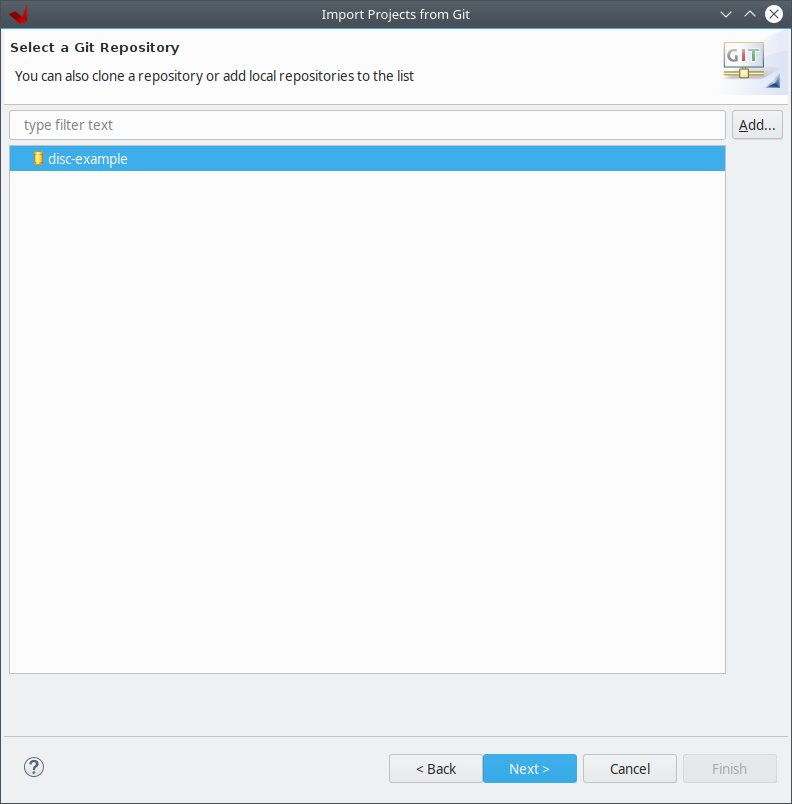 Import Projects from Git
Select a Git Repository
You can also clone a repository or add local repositories to the list
GIT
type filter text
Add...
disc-example
?
< Back
Next >
Cancel
Finish